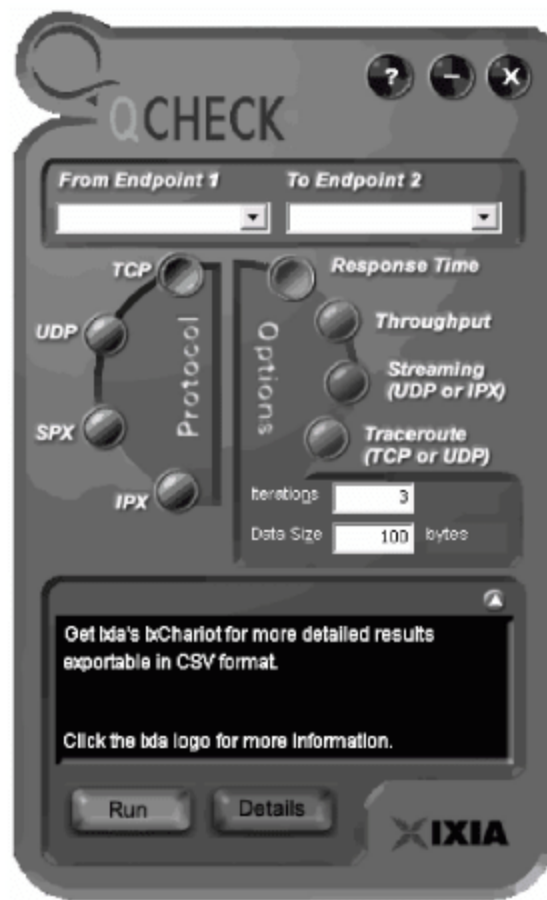 ?
–
X
QCHECK
From Endpoint 1
To Endpoint 2
TCP
UDP
SPX
IPX
Protocol
Options
Response Time
Throughput
Streaming
(UDP or IPX)
Traceroute
(TCP or UDP)
Iterations 3
Data Size 100 bytes
Get Ixia's IxChariot for more detailed results
exportable in CSV format.
Click the Ixia logo for more information.
Run
Details
IXIA